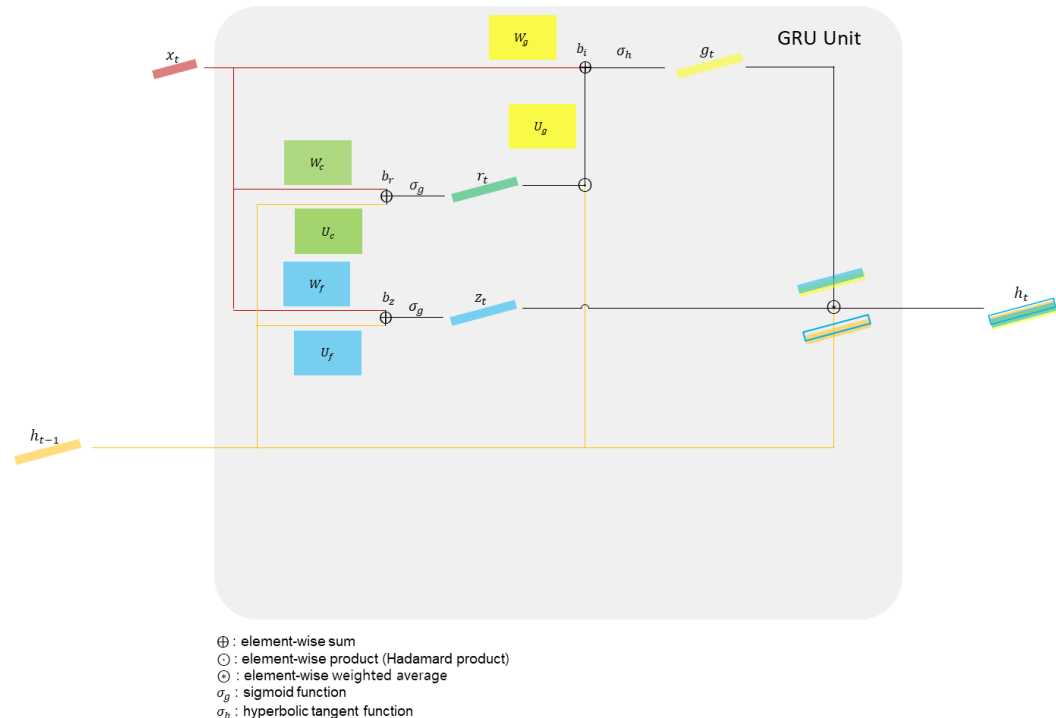 GRU Unit
W_g
x_t
b_i
σ_h
g_t
U_g
W_c
b_r
σ_g
r_t
U_c
W_f
b_z
σ_g
z_t
h_t
U_f
h_{t−1}
⊕ : element-wise sum
⊙ : element-wise product (Hadamard product)
⊛ : element-wise weighted average
σ_g : sigmoid function
σ_h : hyperbolic tangent function